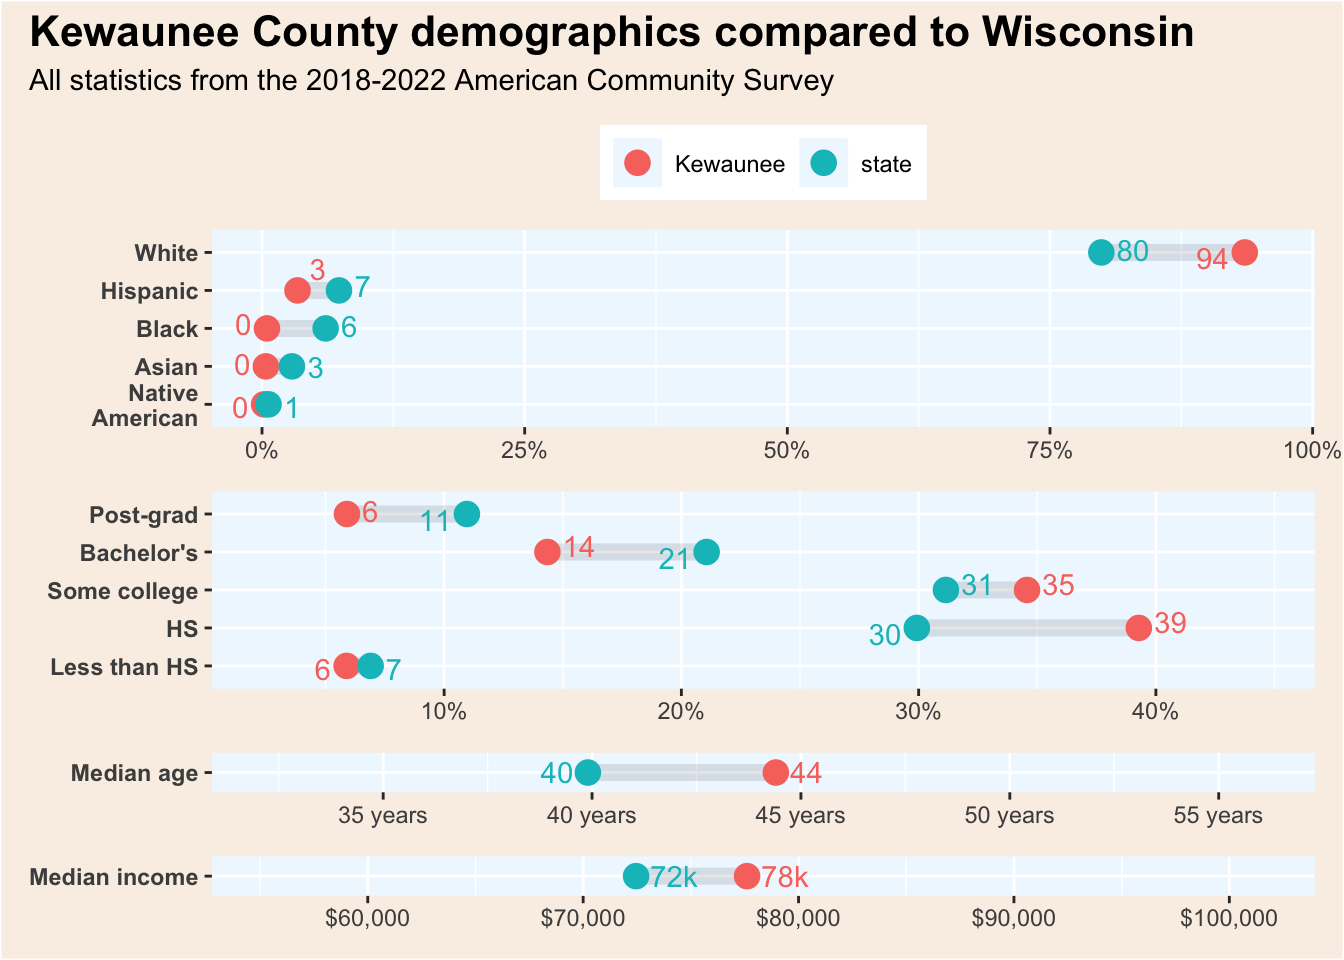 Kewaunee County demographics compared to Wisconsin
All statistics from the 2018-2022 American Community Survey
Kewaunee state
White 80 94
3
Hispanic 7
Black 0 6
Asian 0 3
Native
American 0 1
0% 25% 50% 75% 100%
Post-grad 6 11
Bachelor's 14 21
Some college 31 35
HS 30 39
Less than HS 6 7
10% 20% 30% 40%
Median age 40 44
35 years 40 years 45 years 50 years 55 years
Median income 72k 78k
$60,000 $70,000 $80,000 $90,000 $100,000